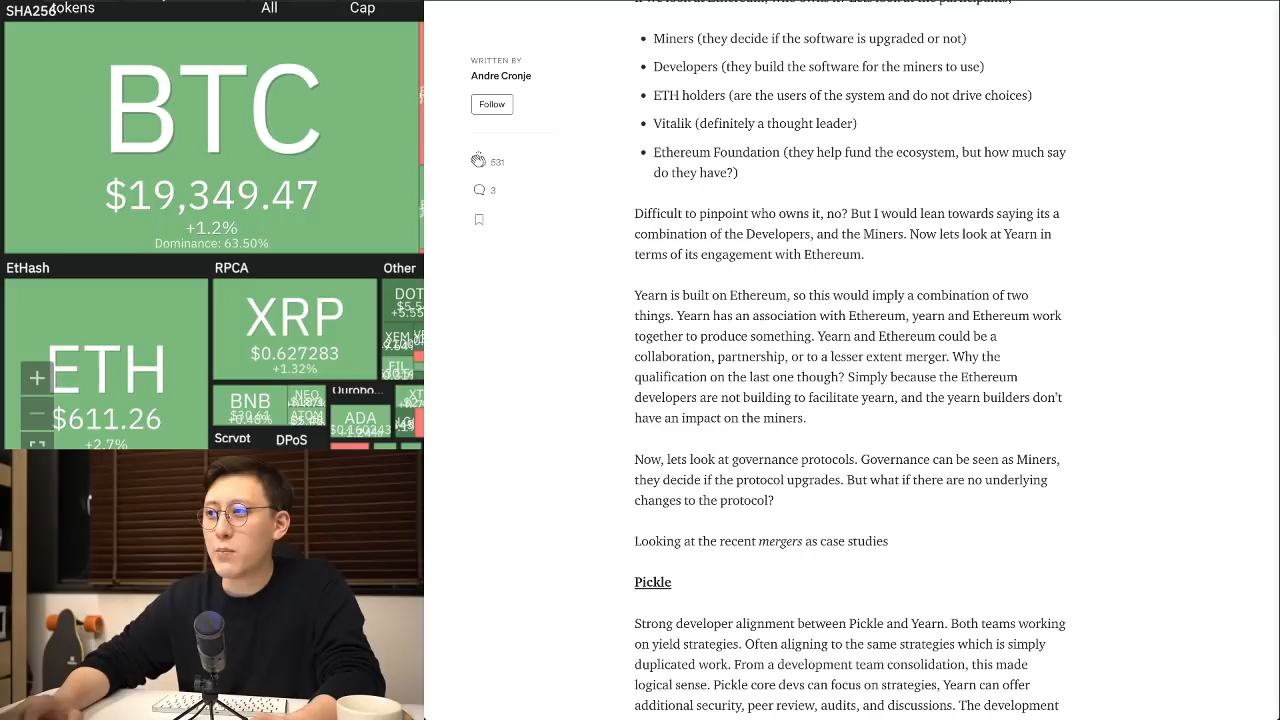 SHA256
Tokens
All
Cap
BTC
$19,349.47
+1.2%
Dominance: 63.50%
EtHash
RPCA
Other
ETH
$611.26
+2.7%
XRP
$0.627283
+1.32%
DOT
XEM
BNB
$30.61
+0.48%
NEO
ATOM
Ourobo...
ADA
Scrypt
DPoS
WRITTEN BY
Andre Cronje
Follow
531
3
• Miners (they decide if the software is upgraded or not)
• Developers (they build the software for the miners to use)
• ETH holders (are the users of the system and do not drive choices)
• Vitalik (definitely a thought leader)
• Ethereum Foundation (they help fund the ecosystem, but how much say
do they have?)
Difficult to pinpoint who owns it, no? But I would lean towards saying its a
combination of the Developers, and the Miners. Now lets look at Yearn in
terms of its engagement with Ethereum.
Yearn is built on Ethereum, so this would imply a combination of two
things. Yearn has an association with Ethereum, yearn and Ethereum work
together to produce something. Yearn and Ethereum could be a
collaboration, partnership, or to a lesser extent merger. Why the
qualification on the last one though? Simply because the Ethereum
developers are not building to facilitate yearn, and the yearn builders don’t
have an impact on the miners.
Now, lets look at governance protocols. Governance can be seen as Miners,
they decide if the protocol upgrades. But what if there are no underlying
changes to the protocol?
Looking at the recent mergers as case studies
Pickle
Strong developer alignment between Pickle and Yearn. Both teams working
on yield strategies. Often aligning to the same strategies which is simply
duplicated work. From a development team consolidation, this made
logical sense. Pickle core devs can focus on strategies, Yearn can offer
additional security, peer review, audits, and discussions. The development